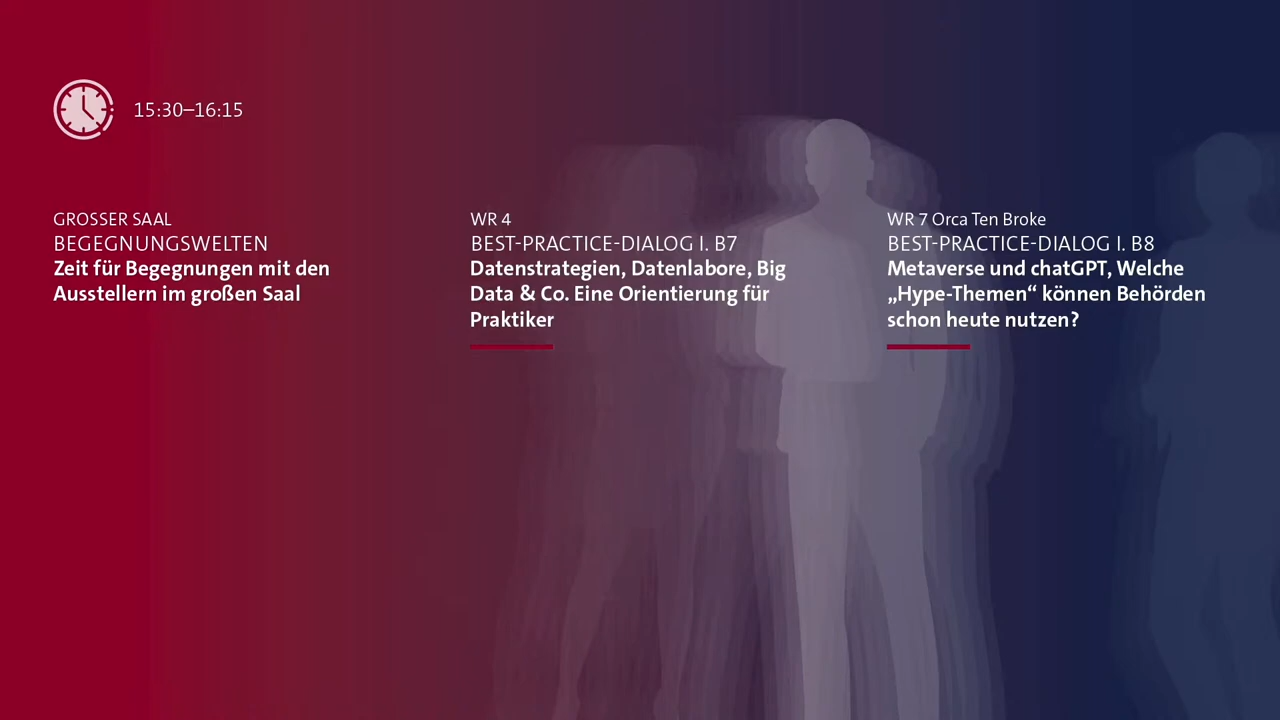 15:30–16:15
GROSSER SAAL
BEGEGNUNGSWELTEN
Zeit für Begegnungen mit den
Ausstellern im großen Saal
WR 4
BEST-PRACTICE-DIALOG I. B7
Datenstrategien, Datenlabore, Big
Data & Co. Eine Orientierung für
Praktiker
WR 7 Orca Ten Broke
BEST-PRACTICE-DIALOG I. B8
Metaverse und chatGPT, Welche
„Hype-Themen“ können Behörden
schon heute nutzen?